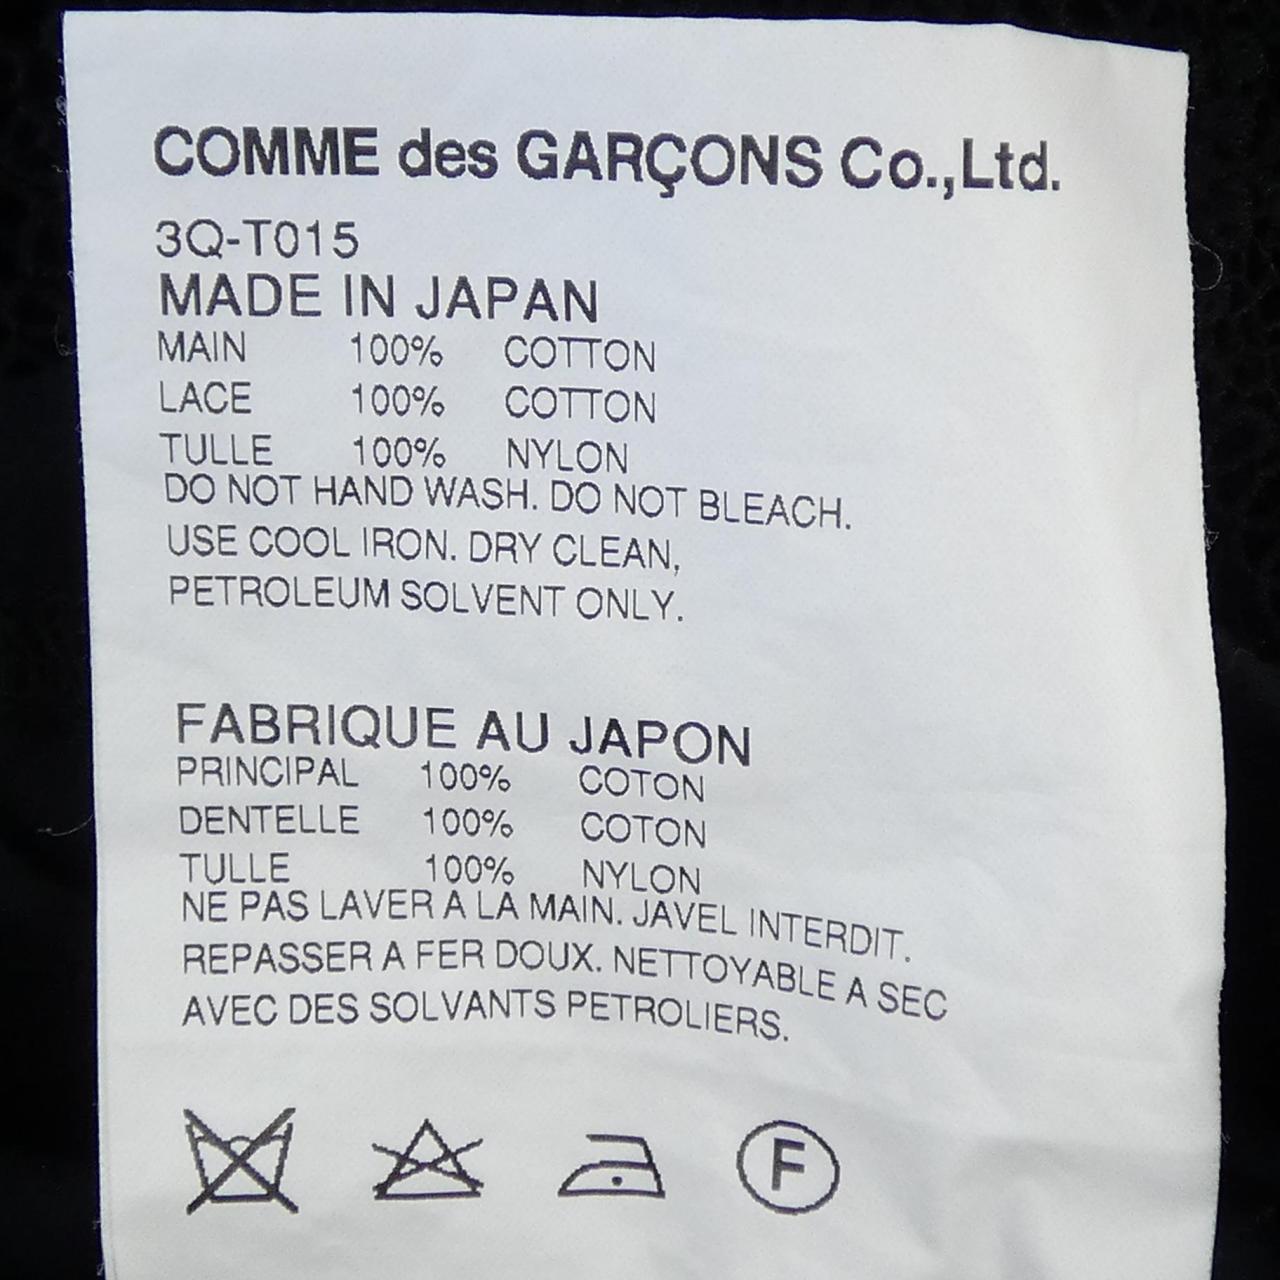 COMME des GARÇONS Co.,Ltd.
3Q-T015
MADE IN JAPAN
MAIN 100% COTTON
LACE 100% COTTON
TULLE 100% NYLON
DO NOT HAND WASH. DO NOT BLEACH.
USE COOL IRON. DRY CLEAN,
PETROLEUM SOLVENT ONLY.
FABRIQUE AU JAPON
PRINCIPAL 100% COTON
DENTELLE 100% COTON
TULLE 100% NYLON
NE PAS LAVER A LA MAIN. JAVEL INTERDIT.
REPASSER A FER DOUX. NETTOYABLE A SEC
AVEC DES SOLVANTS PETROLIERS.
F